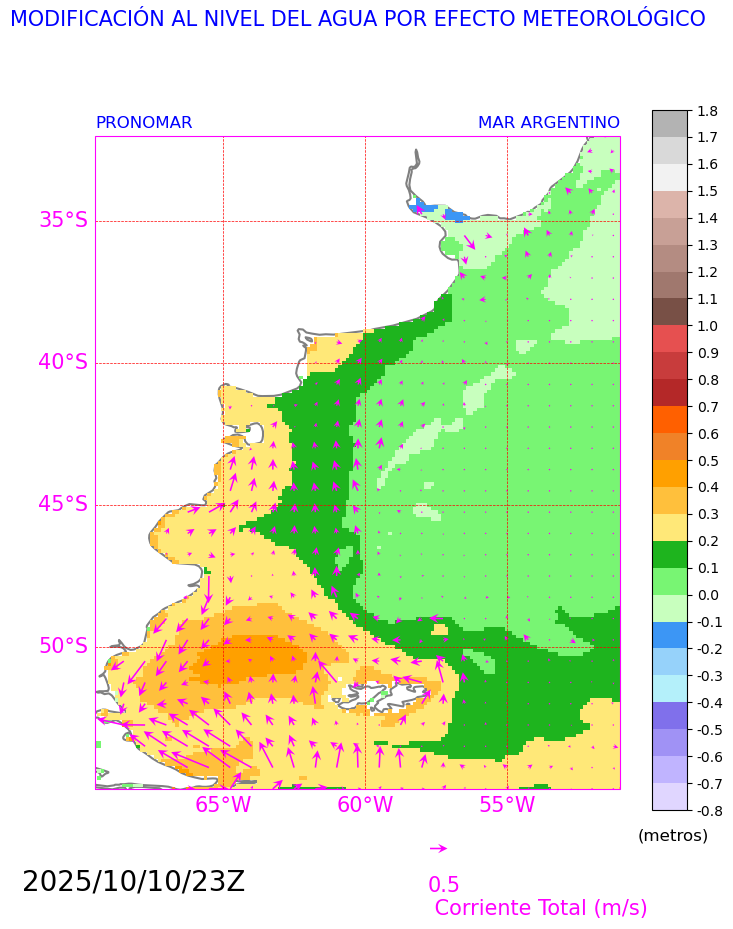 MODIFICACIÓN AL NIVEL DEL AGUA POR EFECTO METEOROLÓGICO
PRONOMAR MAR ARGENTINO
1.8
1.7
1.6
1.5
1.4
1.3
1.2
1.1
1.0
0.9
0.8
0.7
0.6
0.5
0.4
0.3
0.2
0.1
0.0
-0.1
-0.2
-0.3
-0.4
-0.5
-0.6
-0.7
-0.8
(metros)
35°S
40°S
45°S
50°S
65°W 60°W 55°W
2025/10/10/23Z
0.5
Corriente Total (m/s)